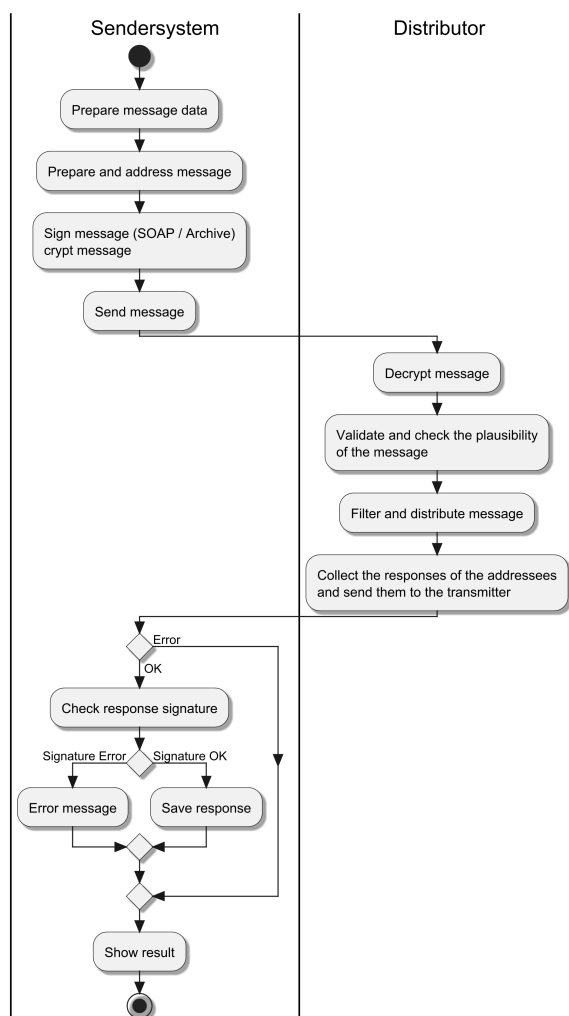 Sendersystem
Distributor
Prepare message data
Prepare and address message
Sign message (SOAP / Archive)
crypt message
Send message
Decrypt message
Validate and check the plausibility
of the message
Filter and distribute message
Collect the responses of the addressees
and send them to the transmitter
Error
OK
Check response signature
Signature Error
Signature OK
Error message
Save response
Show result